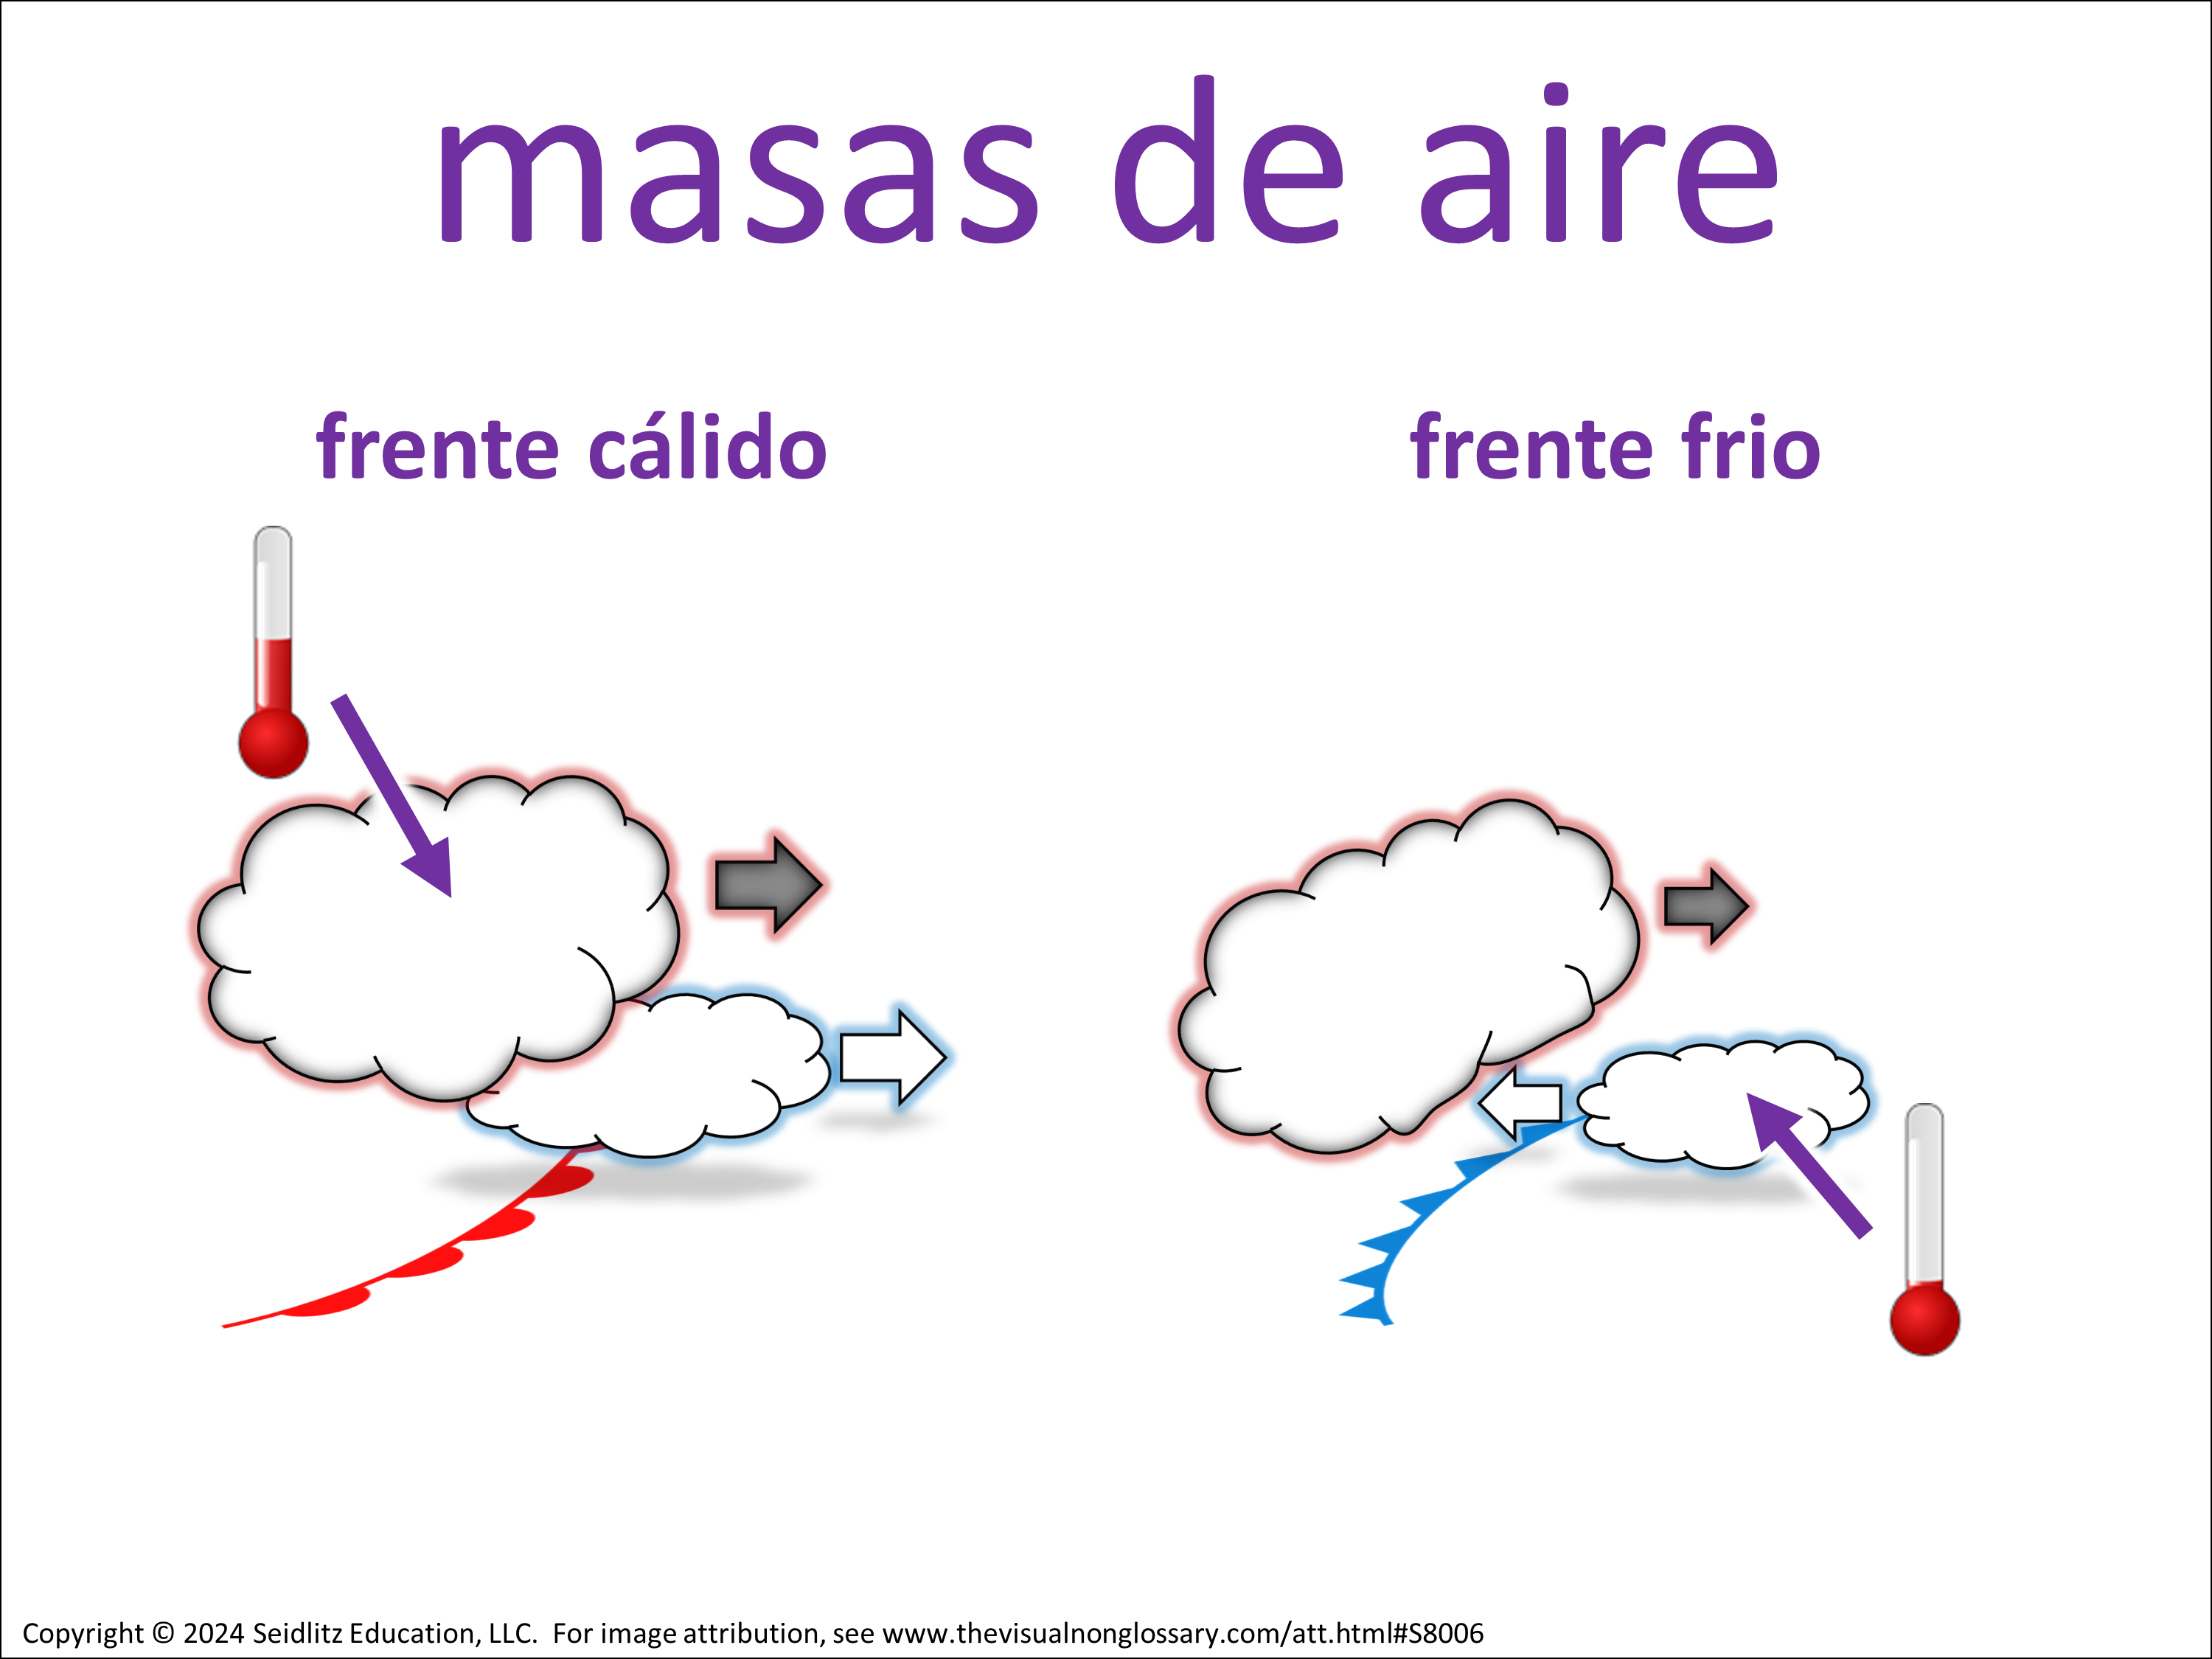 masas de aire
frente cálido
frente frio
Copyright © 2024 Seidlitz Education, LLC.  For image attribution, see www.thevisualnonglossary.com/att.html#S8006